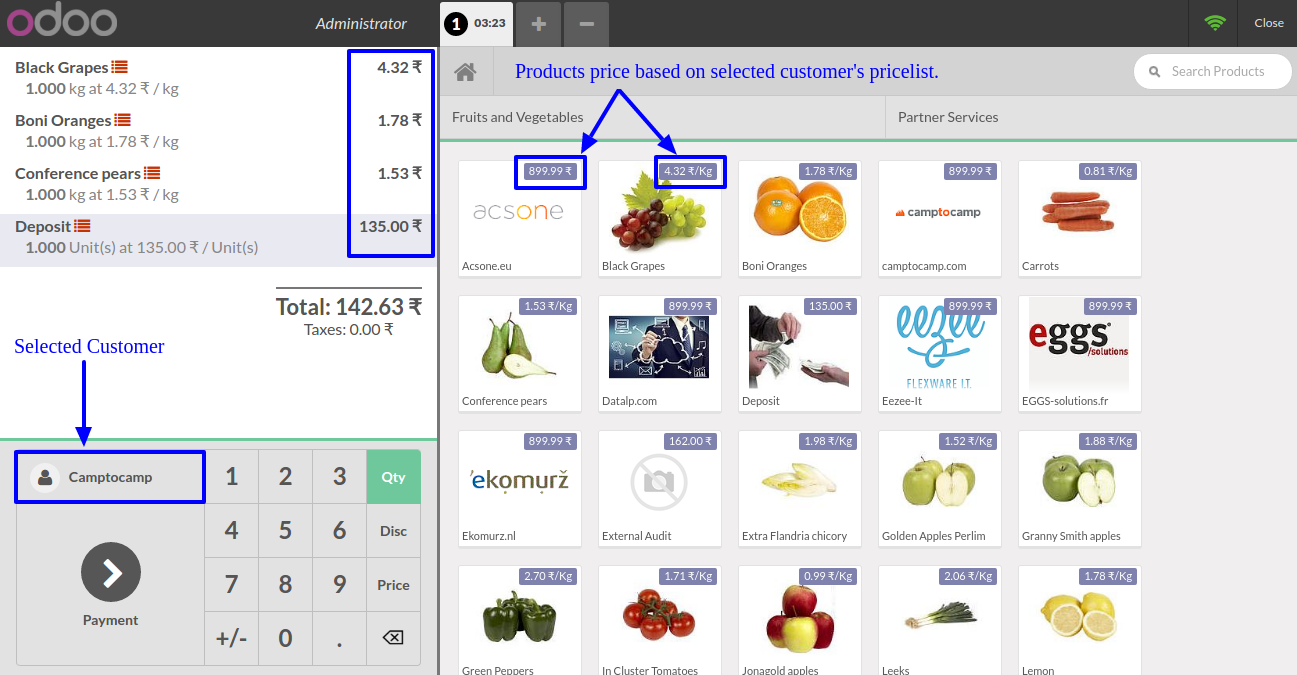 odoo
Administrator
1 03:23
+
−
Close
Black Grapes
4.32 ₹
1.000 kg at 4.32 ₹ / kg
Boni Oranges
1.78 ₹
1.000 kg at 1.78 ₹ / kg
Conference pears
1.53 ₹
1.000 kg at 1.53 ₹ / kg
Deposit
135.00 ₹
1.000 Unit(s) at 135.00 ₹ / Unit(s)
Total: 142.63 ₹
Taxes: 0.00 ₹
Selected Customer
Camptocamp
1 2 3 Qty
4 5 6 Disc
7 8 9 Price
+/- 0 .
Payment
Products price based on selected customer's pricelist.
Search Products
Fruits and Vegetables
Partner Services
899.99 ₹
acsone
Acsone.eu
4.32 ₹/Kg
Black Grapes
1.78 ₹/Kg
Boni Oranges
899.99 ₹
camptocamp
camptocamp.com
0.81 ₹/Kg
Carrots
1.53 ₹/Kg
Conference pears
899.99 ₹
Datalp.com
135.00 ₹
Deposit
899.99 ₹
eezee
FLEXWARE I.T.
Eezee-It
899.99 ₹
eggs
/solutions
EGGS-solutions.fr
899.99 ₹
'ekomurž
Ekomurz.nl
162.00 ₹
External Audit
1.98 ₹/Kg
Extra Flandria chicory
1.52 ₹/Kg
Golden Apples Perlim
1.88 ₹/Kg
Granny Smith apples
2.70 ₹/Kg
Green Peppers
1.71 ₹/Kg
In Cluster Tomatoes
0.99 ₹/Kg
Jonagold apples
2.06 ₹/Kg
Leeks
1.78 ₹/Kg
Lemon